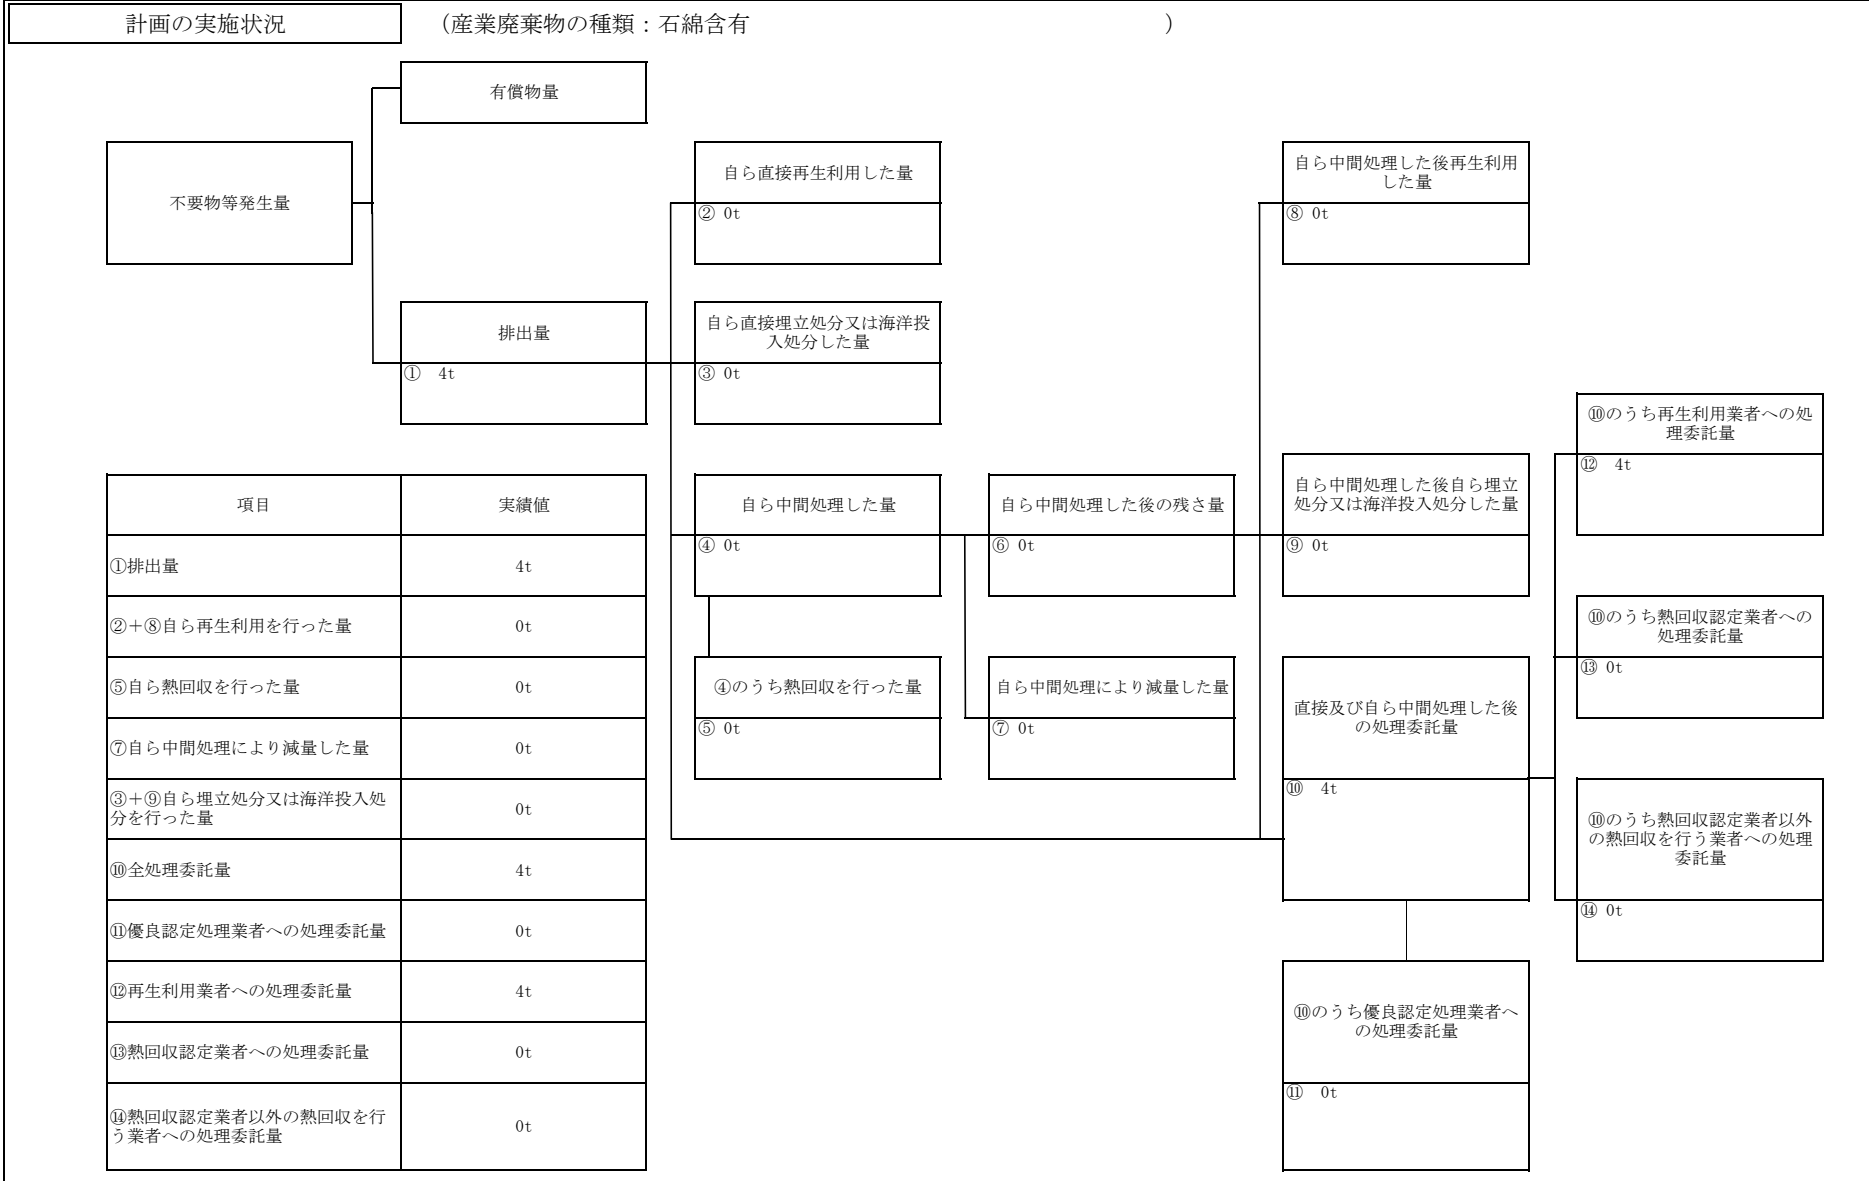 計画の実施状況
（産業廃棄物の種類：石綿含有　　　　　　　　　　　　　　　　　　　　）
有償物量
不要物等発生量
自ら直接再生利用した量
② 0t
自ら中間処理した後再生利用
した量
⑧ 0t
排出量
①　4t
自ら直接埋立処分又は海洋投
入処分した量
③ 0t
⑩のうち再生利用業者への処
理委託量
⑫　4t
自ら中間処理した量
④ 0t
自ら中間処理した後の残さ量
⑥ 0t
自ら中間処理した後自ら埋立
処分又は海洋投入処分した量
⑨ 0t
⑩のうち熱回収認定業者への
処理委託量
⑬ 0t
④のうち熱回収を行った量
⑤ 0t
自ら中間処理により減量した量
⑦ 0t
直接及び自ら中間処理した後
の処理委託量
⑩　4t
⑩のうち熱回収認定業者以外
の熱回収を行う業者への処理
委託量
⑭ 0t
⑩のうち優良認定処理業者へ
の処理委託量
⑪　0t
項目　実績値
①排出量　4t
②＋⑧自ら再生利用を行った量　0t
⑤自ら熱回収を行った量　0t
⑦自ら中間処理により減量した量　0t
③＋⑨自ら埋立処分又は海洋投入処
分を行った量　0t
⑩全処理委託量　4t
⑪優良認定処理業者への処理委託量　0t
⑫再生利用業者への処理委託量　4t
⑬熱回収認定業者への処理委託量　0t
⑭熱回収認定業者以外の熱回収を行
う業者への処理委託量　0t